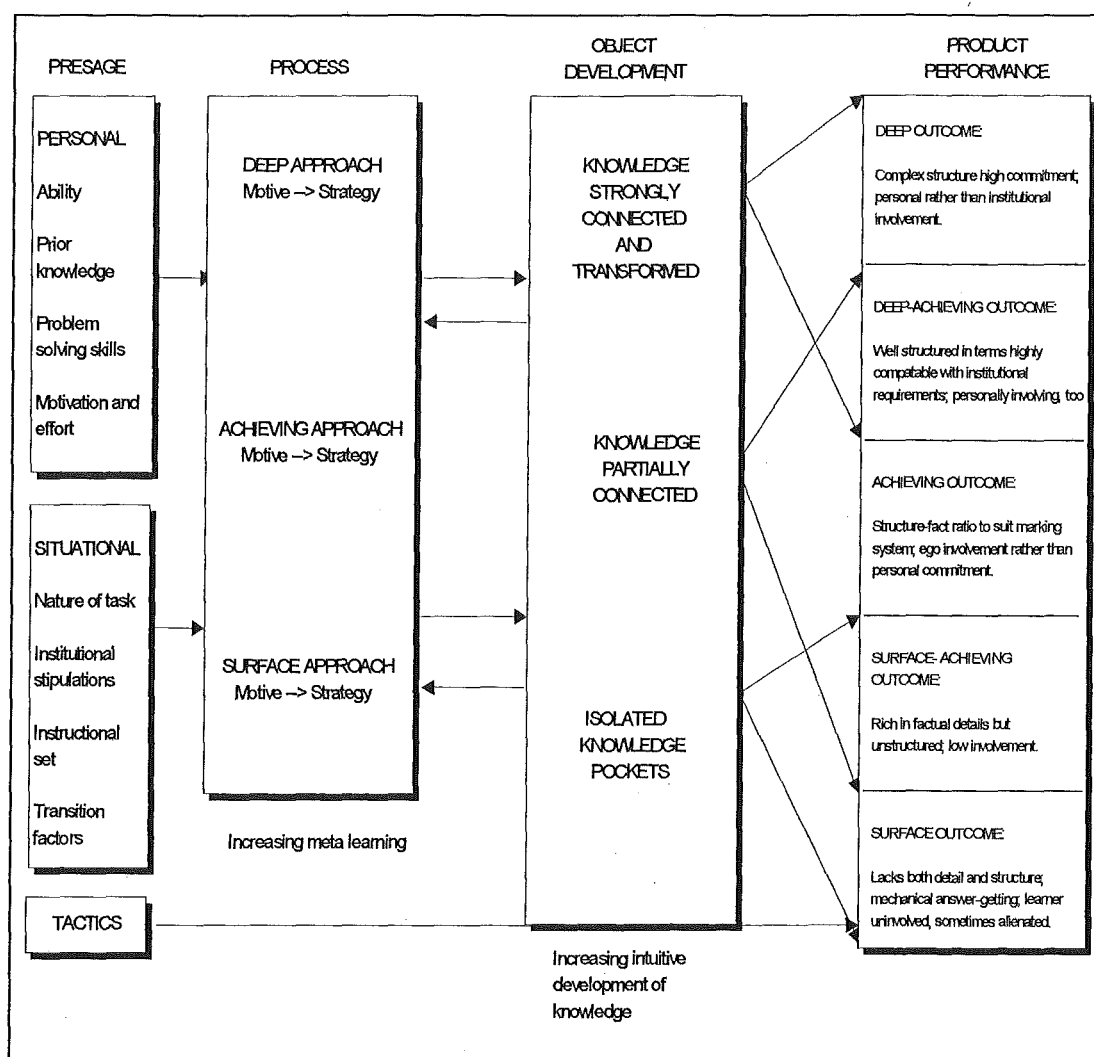 PRESAGE
PERSONAL
Ability
Prior
knowledge
Problem
solving skills
Motivation and
effort
SITUATIONAL
Nature of task
Institutional
stipulations
Instructional
set
Transition
factors
TACTICS
PROCESS
DEEP APPROACH
Motive --> Strategy
ACHIEVING APPROACH
Motive --> Strategy
SURFACE APPROACH
Motive --> Strategy
Increasing meta learning
OBJECT
DEVELOPMENT
KNOWLEDGE
STRONGLY
CONNECTED
AND
TRANSFORMED
KNOWLEDGE
PARTIALLY
CONNECTED
ISOLATED
KNOWLEDGE
POCKETS
Increasing intuitive
development of
knowledge
PRODUCT
PERFORMANCE
DEEP OUTCOME:
Complex structure high commitment;
personal rather than institutional
involvement.
DEEP-ACHIEVING OUTCOME:
Well structured in terms highly
compatable with institutional
requirements; personally involving, too
ACHIEVING OUTCOME:
Structure-fact ratio to suit marking
system; ego involvement rather than
personal commitment.
SURFACE- ACHIEVING
OUTCOME:
Rich in factual details but
unstructured; low involvement.
SURFACE OUTCOME:
Lacks both detail and structure;
mechanical answer-getting; learner
uninvolved, sometimes alienated.